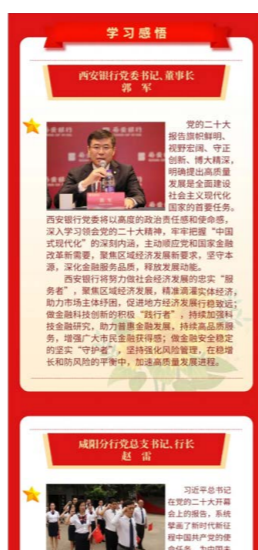 学习感悟
西安银行党委书记、董事长
郭 军
党的二十大
报告旗帜鲜明、
视野宏阔、守正
创新、博大精深，
明确提出高质量
发展是全面建设
社会主义现代化
国家的首要任务。
西安银行党委将以高度的政治责任感和使命感，
深入学习领会党的二十大精神，牢牢把握“中国
式现代化”的深刻内涵，主动顺应党和国家金融
改革新需要，聚焦区域经济发展新要求，坚守本
源，深化金融服务品质，释放发展动能。
西安银行将努力做社会经济发展的忠实“服
务者”，聚焦区域经济发展，精准滴灌实体经济，
助力市场主体纾困，促进地方经济发展行稳致远；
做金融科技创新的积极“践行者”，持续加强科
技金融研究，助力普惠金融发展，持续高品质服
务，增强广大市民金融获得感；做金融安全稳定
的坚实“守护者”，坚持强化风险管理，在稳增
长和防风险的平衡中，加速高质量发展进程。
咸阳分行党总支书记、行长
赵 雷
习近平总书记
在党的二十大开幕
会上的报告，系统
擘画了新时代新征
程中国共产党的使